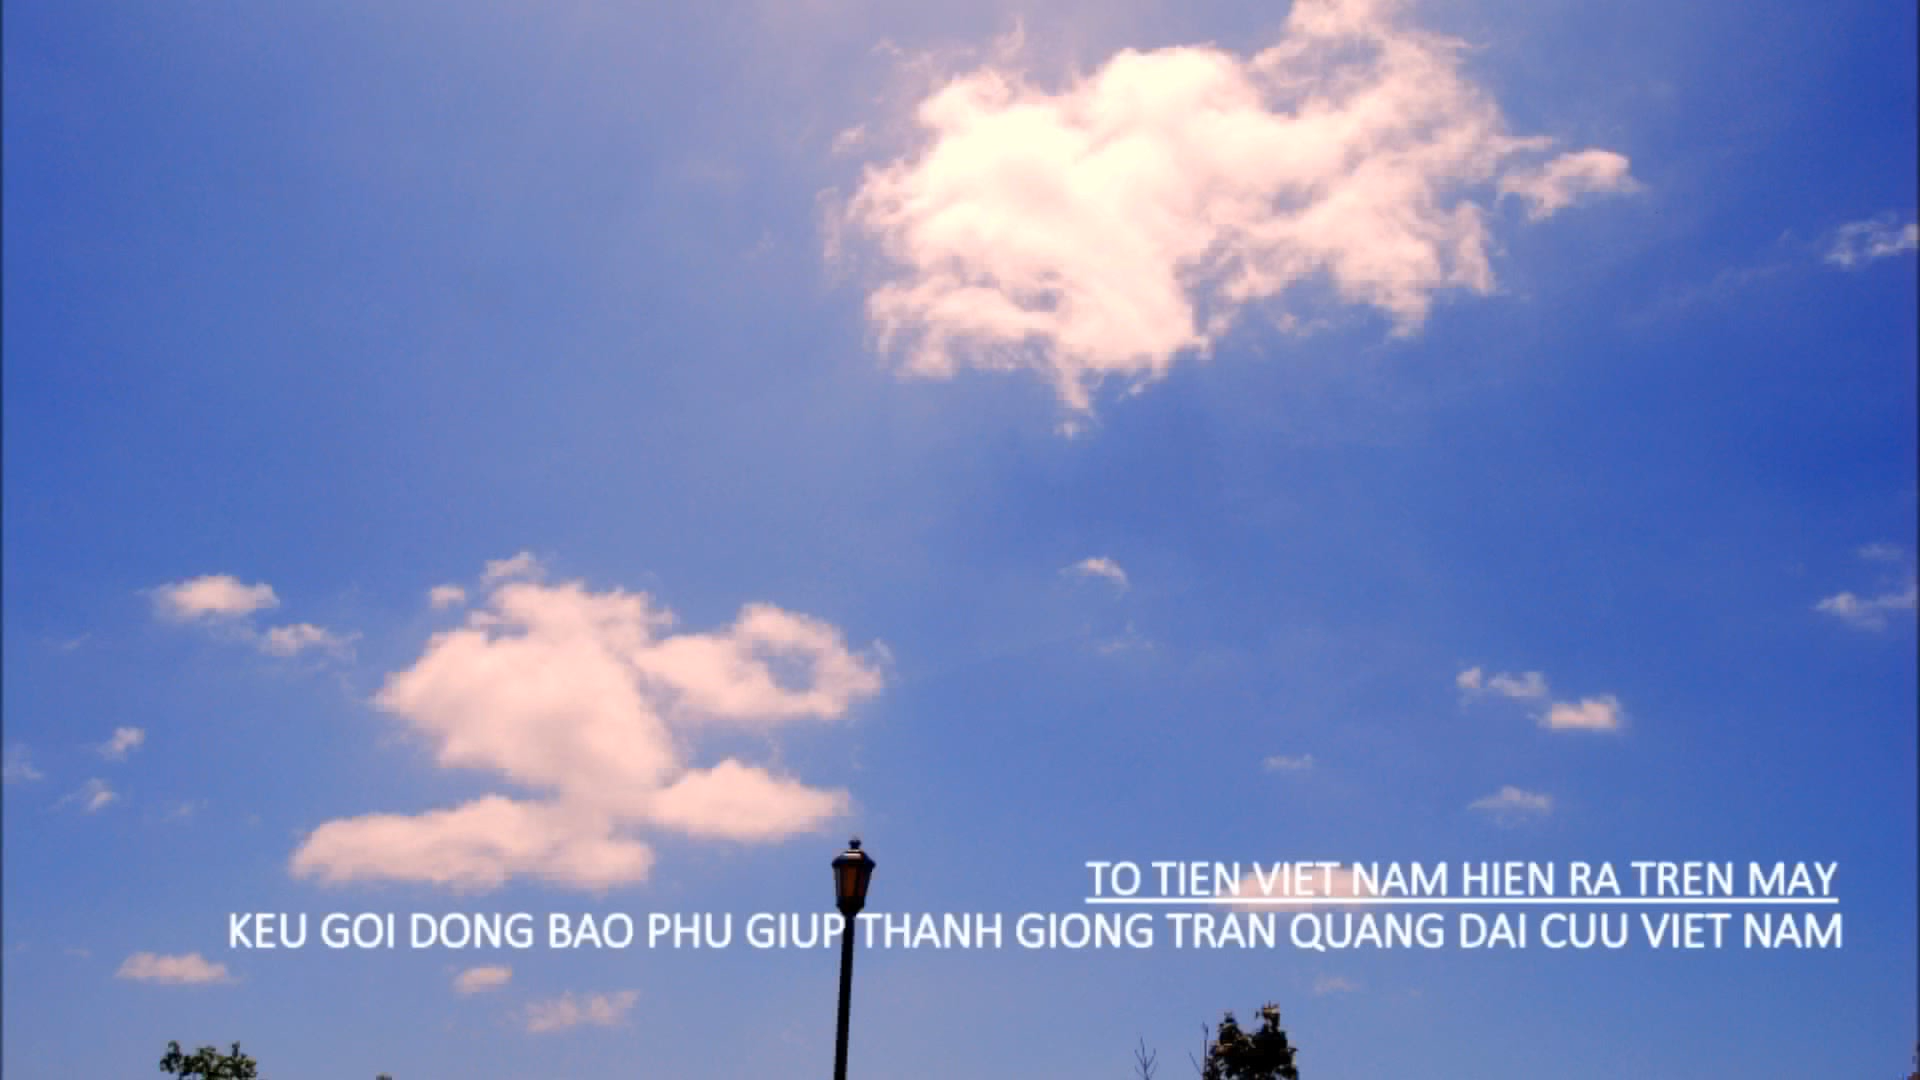 TO TIEN VIET NAM HIEN RA TREN MAY
KEU GOI DONG BAO PHU GIUP THANH GIONG TRAN QUANG DAI CUU VIET NAM